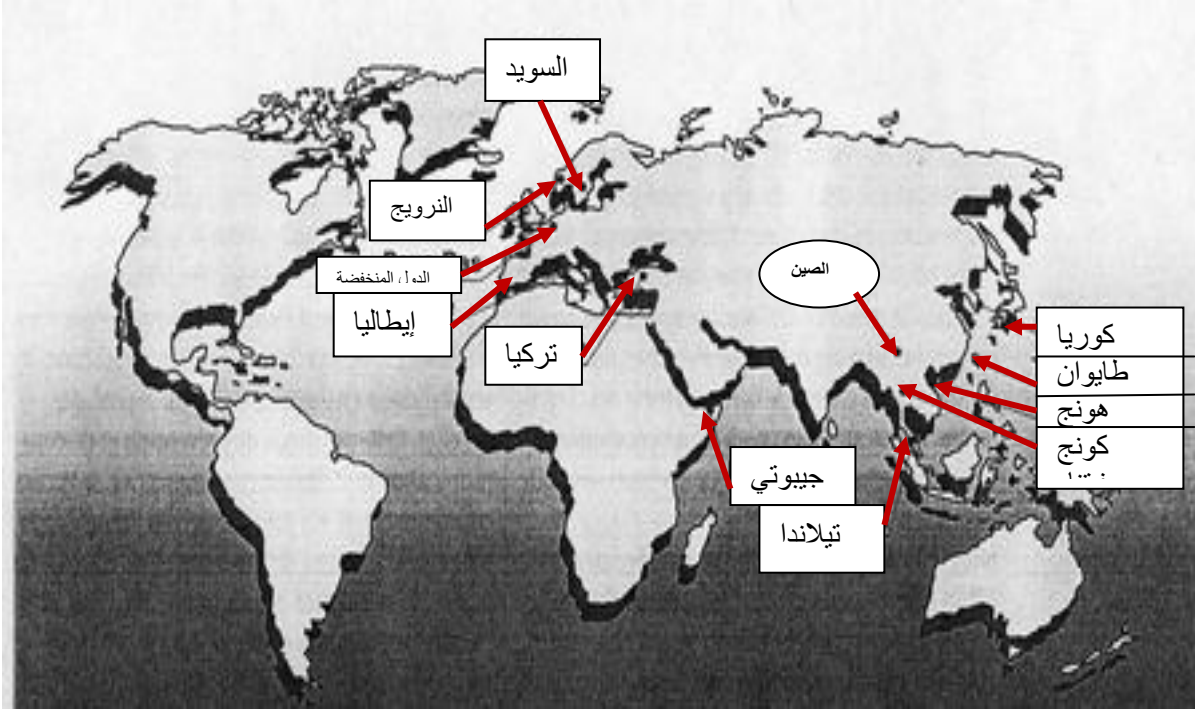 السويد
النرويج
الدول المنخفضة
إيطاليا
تركيا
الصين
كوريا
طايوان
هونج
كونج
جيبوتي
تيلاندا